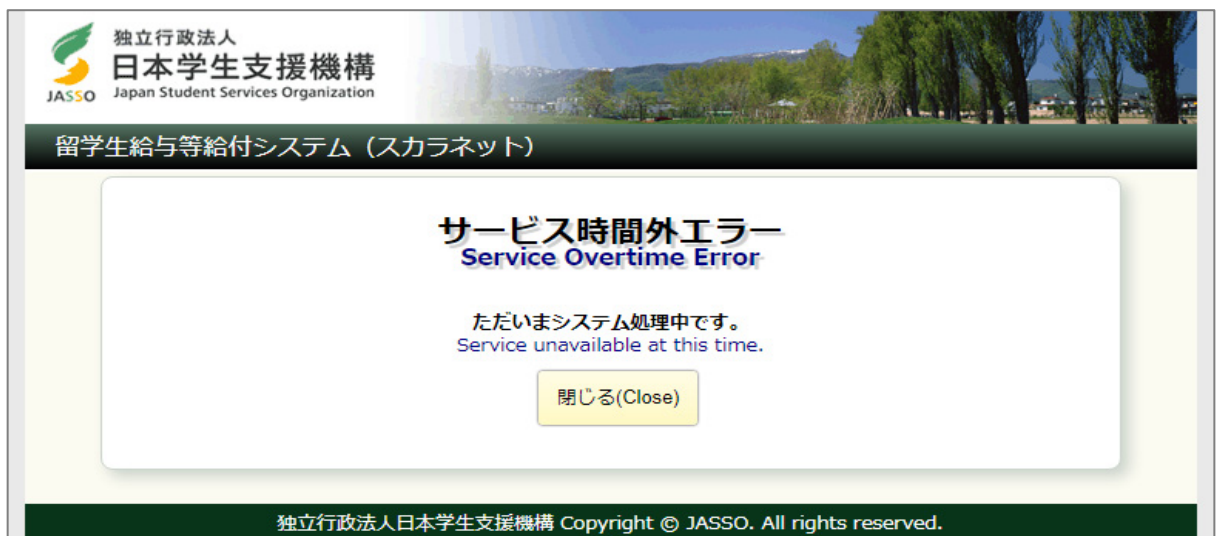 独立行政法人
日本学生支援機構
JASSO Japan Student Services Organization
留学生給与等給付システム（スカラネット）
サービス時間外エラー
Service Overtime Error
ただいまシステム処理中です。
Service unavailable at this time.
閉じる(Close)
独立行政法人日本学生支援機構 Copyright © JASSO. All rights reserved.